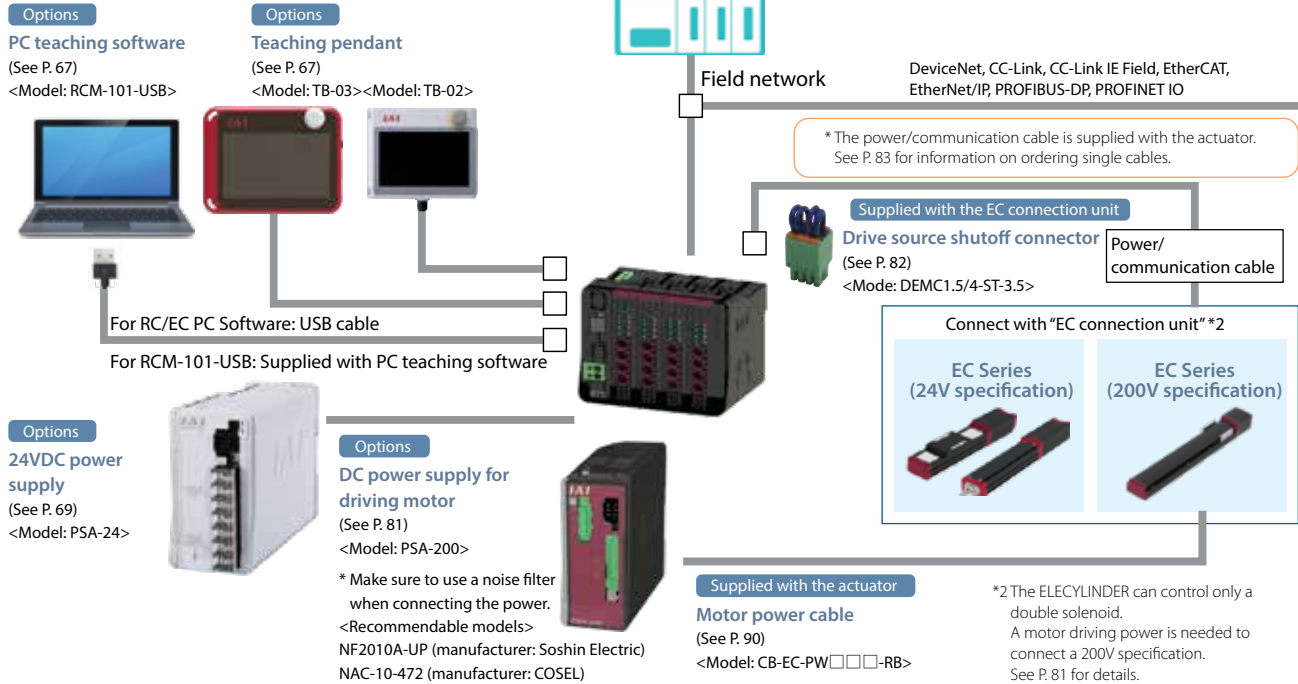 Options
PC teaching software
(See P. 67)
<Model: RCM-101-USB>
Options
Teaching pendant
(See P. 67)
<Model: TB-03><Model: TB-02>
Field network
DeviceNet, CC-Link, CC-Link IE Field, EtherCAT,
EtherNet/IP, PROFIBUS-DP, PROFINET IO
* The power/communication cable is supplied with the actuator.
See P. 83 for information on ordering single cables.
Supplied with the EC connection unit
Drive source shutoff connector
(See P. 82)
<Mode: DEMC1.5/4-ST-3.5>
Power/
communication cable
For RC/EC PC Software: USB cable
For RCM-101-USB: Supplied with PC teaching software
Connect with “EC connection unit” *2
EC Series
(24V specification)
EC Series
(200V specification)
Options
24VDC power
supply
(See P. 69)
<Model: PSA-24>
Options
DC power supply for
driving motor
(See P. 81)
<Model: PSA-200>
* Make sure to use a noise filter
when connecting the power.
<Recommendable models>
NF2010A-UP (manufacturer: Soshin Electric)
NAC-10-472 (manufacturer: COSEL)
Supplied with the actuator
Motor power cable
(See P. 90)
<Model: CB-EC-PW□□□-RB>
*2 The ELECYLINDER can control only a
double solenoid.
A motor driving power is needed to
connect a 200V specification.
See P. 81 for details.
IAI
IAI
IAI
IAI